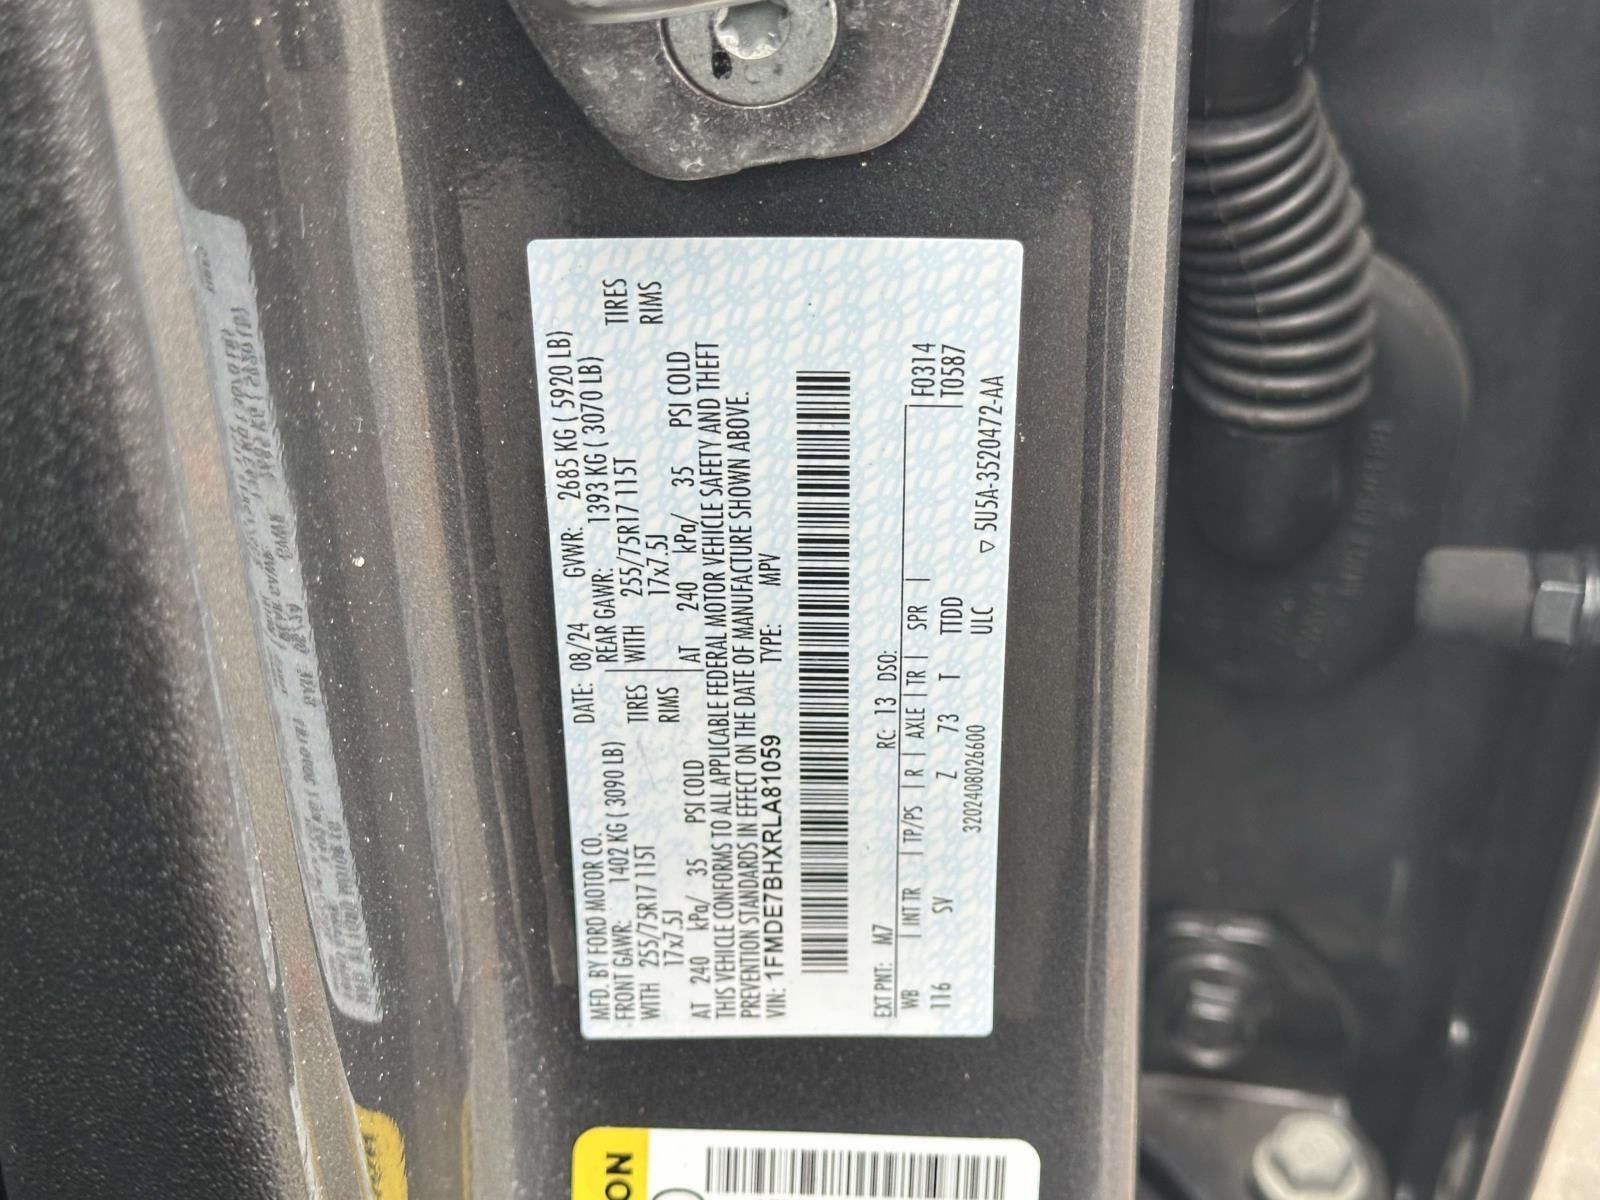 MFD. BY FORD MOTOR CO. DATE: 08/24 GVWR: 2685 KG ( 5920 LB)
FRONT GAWR: 1402 KG ( 3090 LB) REAR GAWR: 1393 KG ( 3070 LB)
WITH 255/75R17 115T TIRES WITH 255/75R17 115T TIRES
17x7.5J RIMS 17x7.5J RIMS
AT 240 kPa/ 35 PSI COLD AT 240 kPa/ 35 PSI COLD
THIS VEHICLE CONFORMS TO ALL APPLICABLE FEDERAL MOTOR VEHICLE SAFETY AND THEFT
PREVENTION STANDARDS IN EFFECT ON THE DATE OF MANUFACTURE SHOWN ABOVE.
VIN: 1FMDE7BHXRLA81059 TYPE: MPV
EXT PNT: M7 RC: 13 DSO:
WB | INT TR | TP/PS | R | AXLE | TR | SPR | F0314
116 SV Z 73 T TTDD T0587
320240802660​0 ULC ▽ 5U5A-3520472-AA
ON